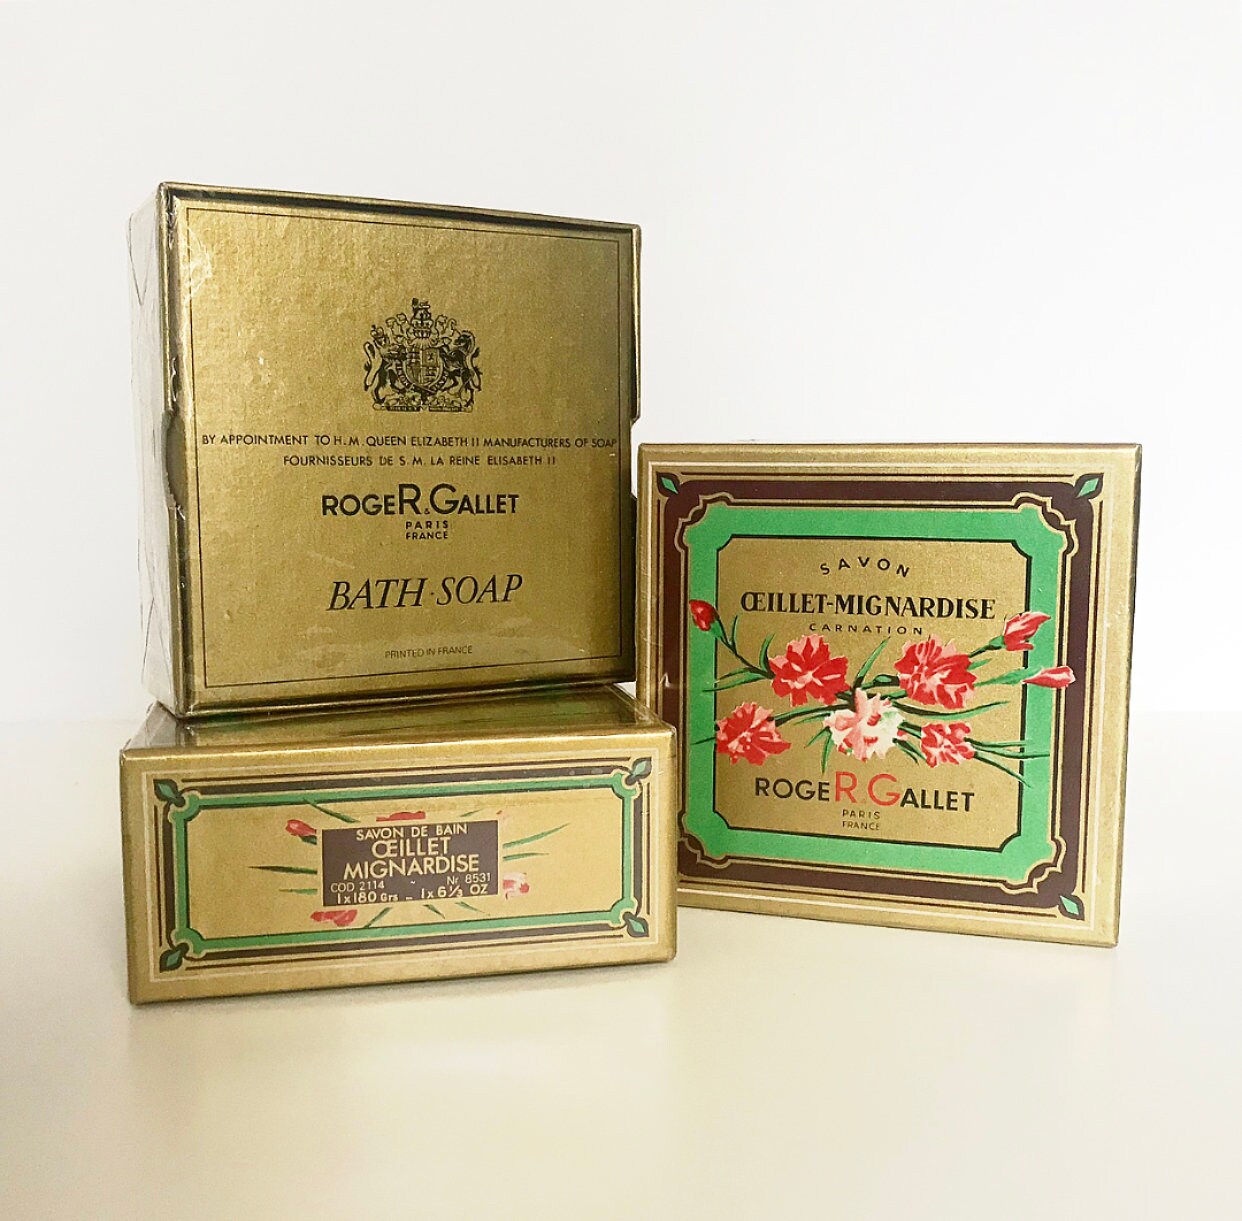 BY APPOINTMENT TO H.M. QUEEN ELIZABETH II MANUFACTURERS OF SOAP
FOURNISSEURS DE S.M. LA REINE ELISABETH II
ROGER & GALLET
PARIS
FRANCE
BATH·SOAP
PRINTED IN FRANCE
SAVON DE BAIN
ŒILLET
MIGNARDISE
COD 2114 - Nr 8531
1x180 Grs - 1x6⅓ OZ
SAVON
ŒILLET-MIGNARDISE
CARNATION
ROGER & GALLET
PARIS
FRANCE